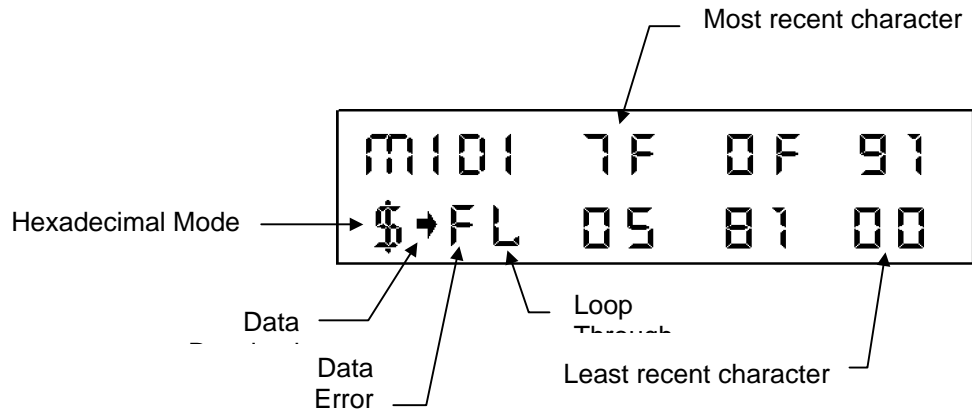 Most recent character
MIDI 7F 0F 91
Hexadecimal Mode
$➡FL 05 81 00
Data
Loop
Data
Error
Least recent character